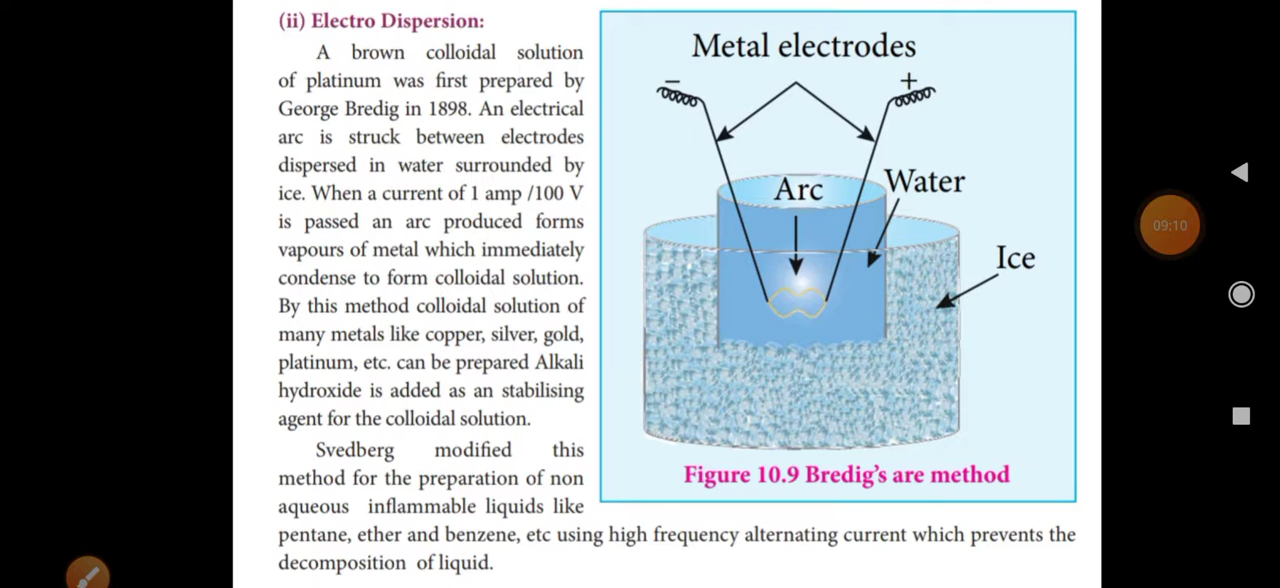 (ii) Electro Dispersion:
A brown colloidal solution
of platinum was first prepared by
George Bredig in 1898. An electrical
arc is struck between electrodes
dispersed in water surrounded by
ice. When a current of 1 amp /100 V
is passed an arc produced forms
vapours of metal which immediately
condense to form colloidal solution.
By this method colloidal solution of
many metals like copper, silver, gold,
platinum, etc. can be prepared Alkali
hydroxide is added as an stabilising
agent for the colloidal solution.
Svedberg modified this
method for the preparation of non
aqueous inflammable liquids like
pentane, ether and benzene, etc using high frequency alternating current which prevents the
decomposition of liquid.
Metal electrodes
− +
Arc
Water
Ice
Figure 10.9 Bredig's are method
09:10